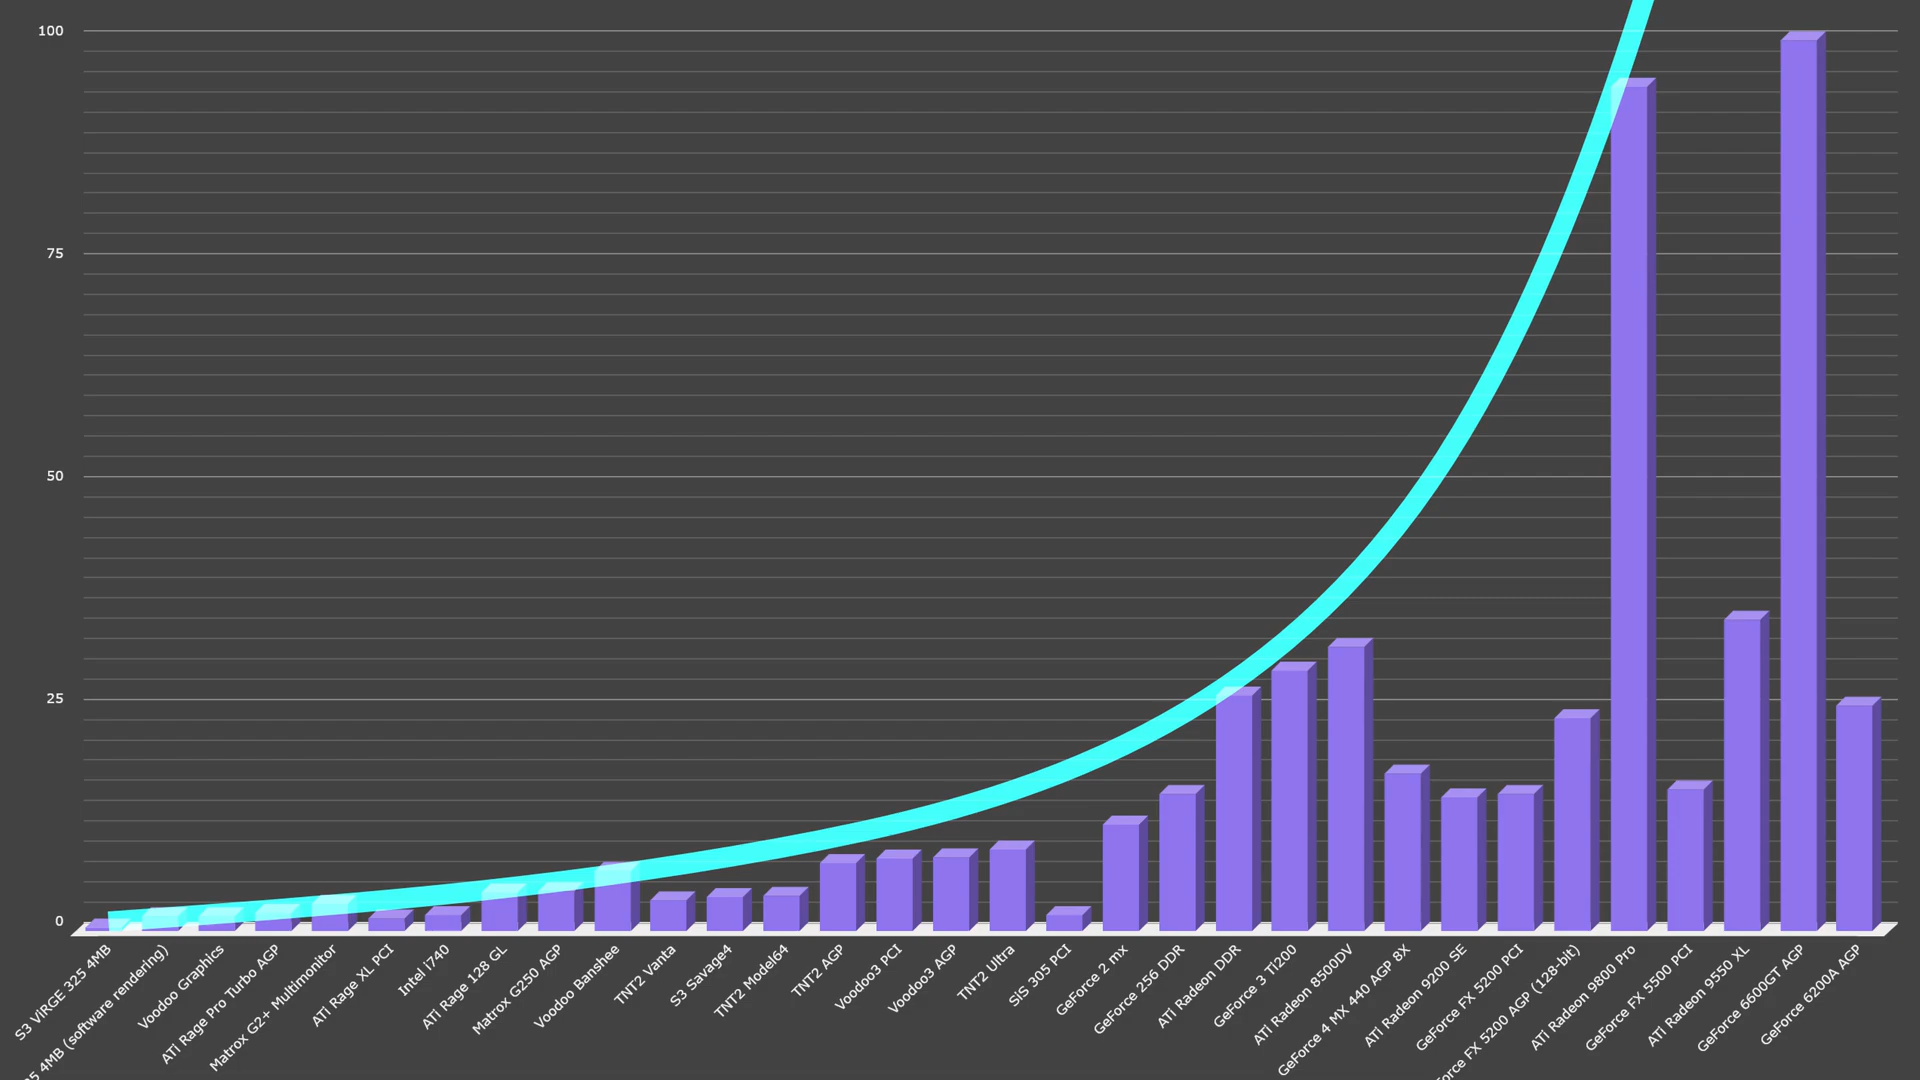 100
75
50
25
0
S3 ViRGE 325 4MB
4MB (software rendering)
Voodoo Graphics
ATi Rage Pro Turbo AGP
Matrox G2+ Multimonitor
ATi Rage XL PCI
Intel i740
ATi Rage 128 GL
Matrox G250 AGP
Voodoo Banshee
TNT2 Vanta
S3 Savage4
TNT2 Model64
TNT2 AGP
Voodoo3 PCI
Vodoo03 AGP
TNT2 Ultra
SIS 305 PCI
GeForce 2 mx
GeForce 256 DDR
ATi Radeon DDR
GeForce 3 Ti200
ATi Radeon 8500DV
GeForce 4 MX 440 AGP 8X
ATi Radeon 9200 SE
GeForce FX 5200 PCI
FX 5200 AGP (128-bit)
ATi Radeon 9800 Pro
GeForce FX 5500 PCI
ATi Radeon 9550 XL
GeForce 6600GT AGP
GeForce 6200A AGP